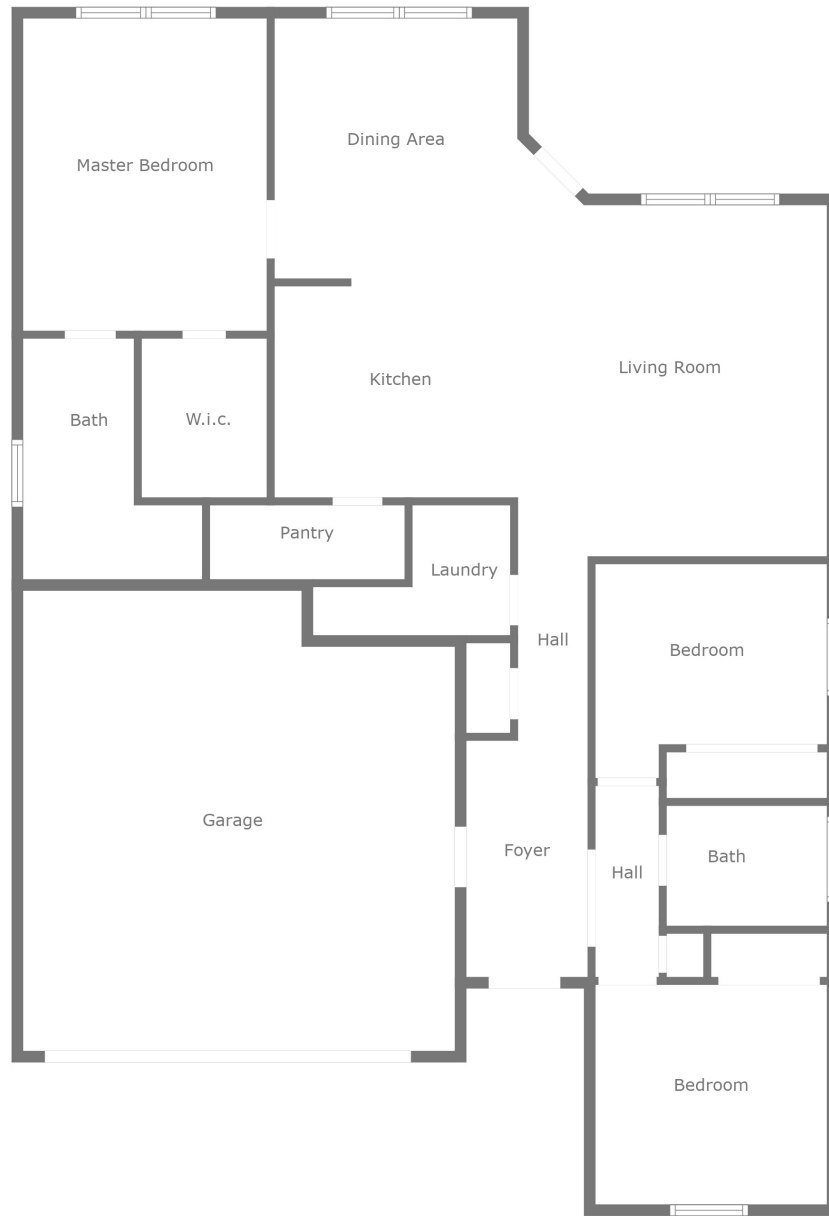 Dining Area
Master Bedroom
Living Room
Kitchen
Bath
W.i.c.
Pantry
Laundry
Hall
Bedroom
Garage
Foyer
Bath
Hall
Bedroom